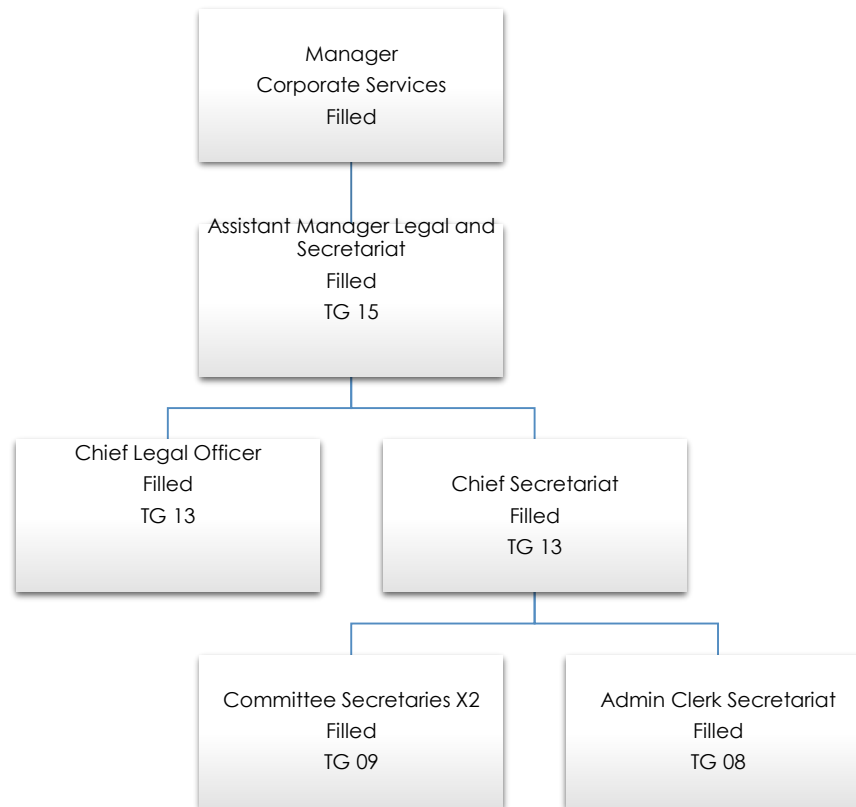 Manager
Corporate Services
Filled
Assistant Manager Legal and
Secretariat
Filled
TG 15
Chief Legal Officer
Filled
TG 13
Chief Secretariat
Filled
TG 13
Committee Secretaries X2
Filled
TG 09
Admin Clerk Secretariat
Filled
TG 08